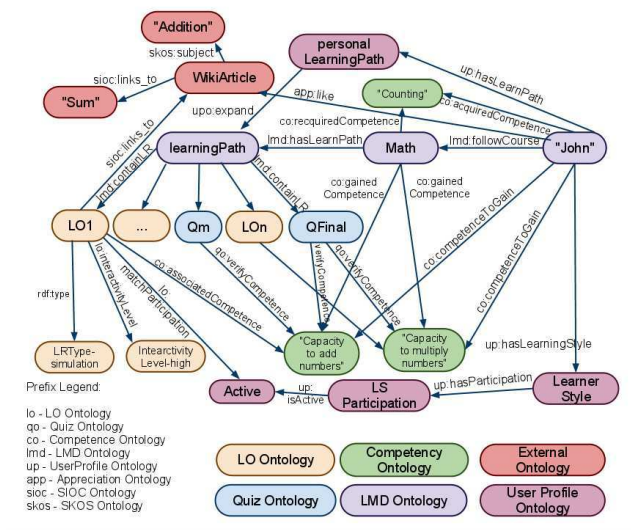 "Addition"
personal
LearningPath
skos:subject
up:hasLearnPath
sioc:links_to
WikiArticle
app:like
"Counting"
co:acquiredCompetence
"Sum"
upo:expand
co:recquiredCompetence
sioc:links_to
lmd:containLR
learningPath
lmd:hasLearnPath
Math
lmd:followCourse
"John"
lmd:containLR
co:gained
Competence
co:gained
Competence
LO1
...
Qm
LOn
QFinal
co:competenceToGain
co:competenceToGain
rdf:type
lo:interactivityLevel
lo:
matchParticipation
co:associatedCompetence
qo:verifyCompetence
verifyCompetence
qo:verifyCompetence
LRType-
simulation
Intearctivity
Level-high
"Capacity
to add
numbers"
"Capacity
to multiply
numbers"
up:hasLearningStyle
Active
up:
isActive
LS
Participation
up:hasParticipation
Learner
Style
Prefix Legend:
lo - LO Ontology
qo - Quiz Ontology
co - Competence Ontology
lmd - LMD Ontology
up - UserProfile Ontology
app - Appreciation Ontology
sioc - SIOC Ontology
skos - SKOS Ontology
LO Ontology
Competency
Ontology
External
Ontology
Quiz Ontology
LMD Ontology
User Profile
Ontology